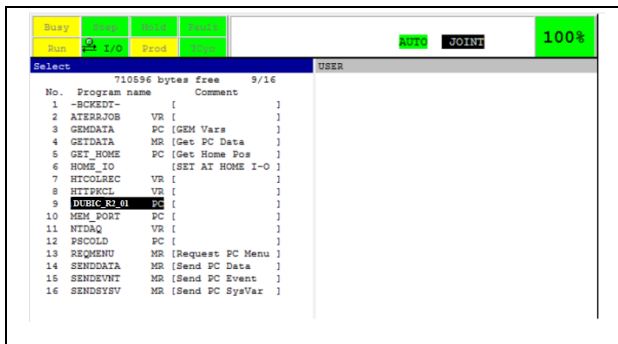 Busy Step Hold Fault
Run I/O Prod TCyc
AUTO JOINT 100%
Select USER
710596 bytes free 9/16
No. Program name Comment
1 -BCKEDT- [ ]
2 ATERRJOB VR [ ]
3 GEMDATA PC [GEM Vars ]
4 GETDATA MR [Get PC Data ]
5 GET_HOME PC [Get Home Pos ]
6 HOME_IO [SET AT HOME I-O ]
7 HTCOLREC VR [ ]
8 HTTPKCL VR [ ]
9 DUBIC_R2_01 PC [ ]
10 MEM_PORT PC [ ]
11 NTDAQ VR [ ]
12 PSCOLD PC [ ]
13 REQMENU MR [Request PC Menu ]
14 SENDDATA MR [Send PC Data ]
15 SENDEVNT MR [Send PC Event ]
16 SENDSYSV MR [Send PC SysVar ]